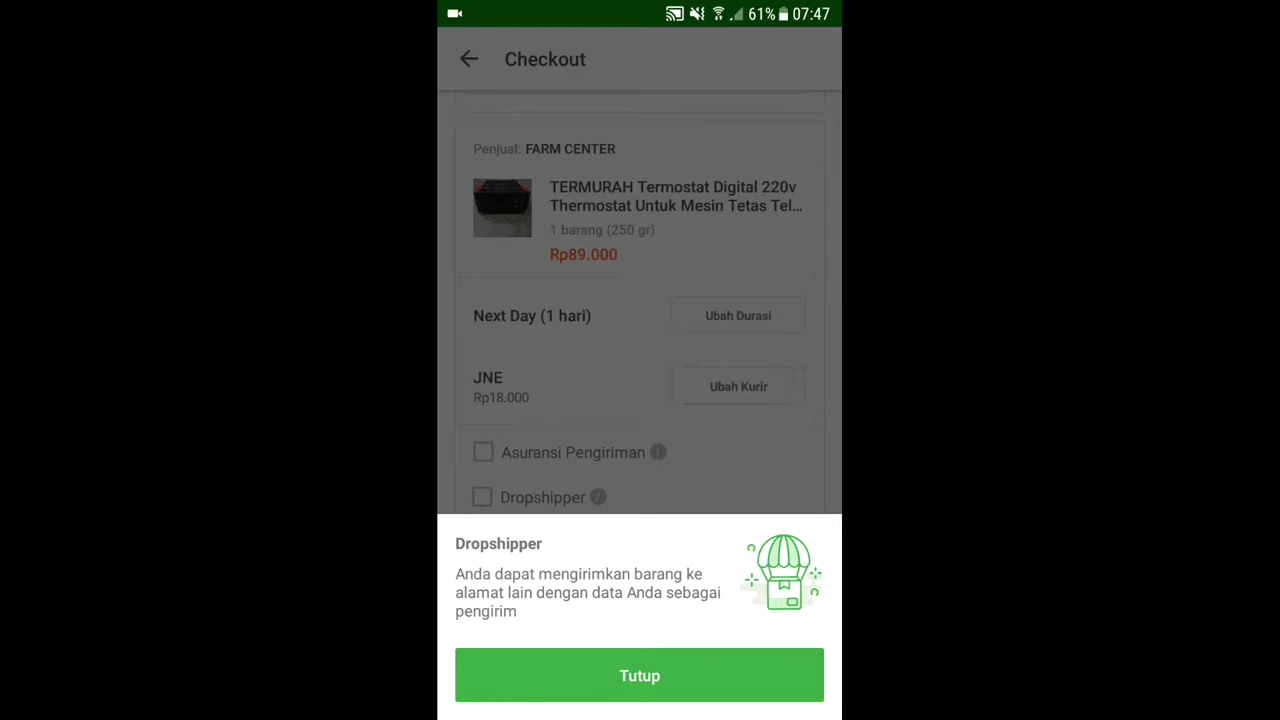 61% 07:47
Checkout
Penjual: FARM CENTER
TERMURAH Termostat Digital 220v
Thermostat Untuk Mesin Tetas Tel...
1 barang (250 gr)
Rp89.000
Next Day (1 hari)
Ubah Durasi
JNE
Rp18.000
Ubah Kurir
Asuransi Pengiriman
Dropshipper
Dropshipper
Anda dapat mengirimkan barang ke
alamat lain dengan data Anda sebagai
pengirim
Tutup